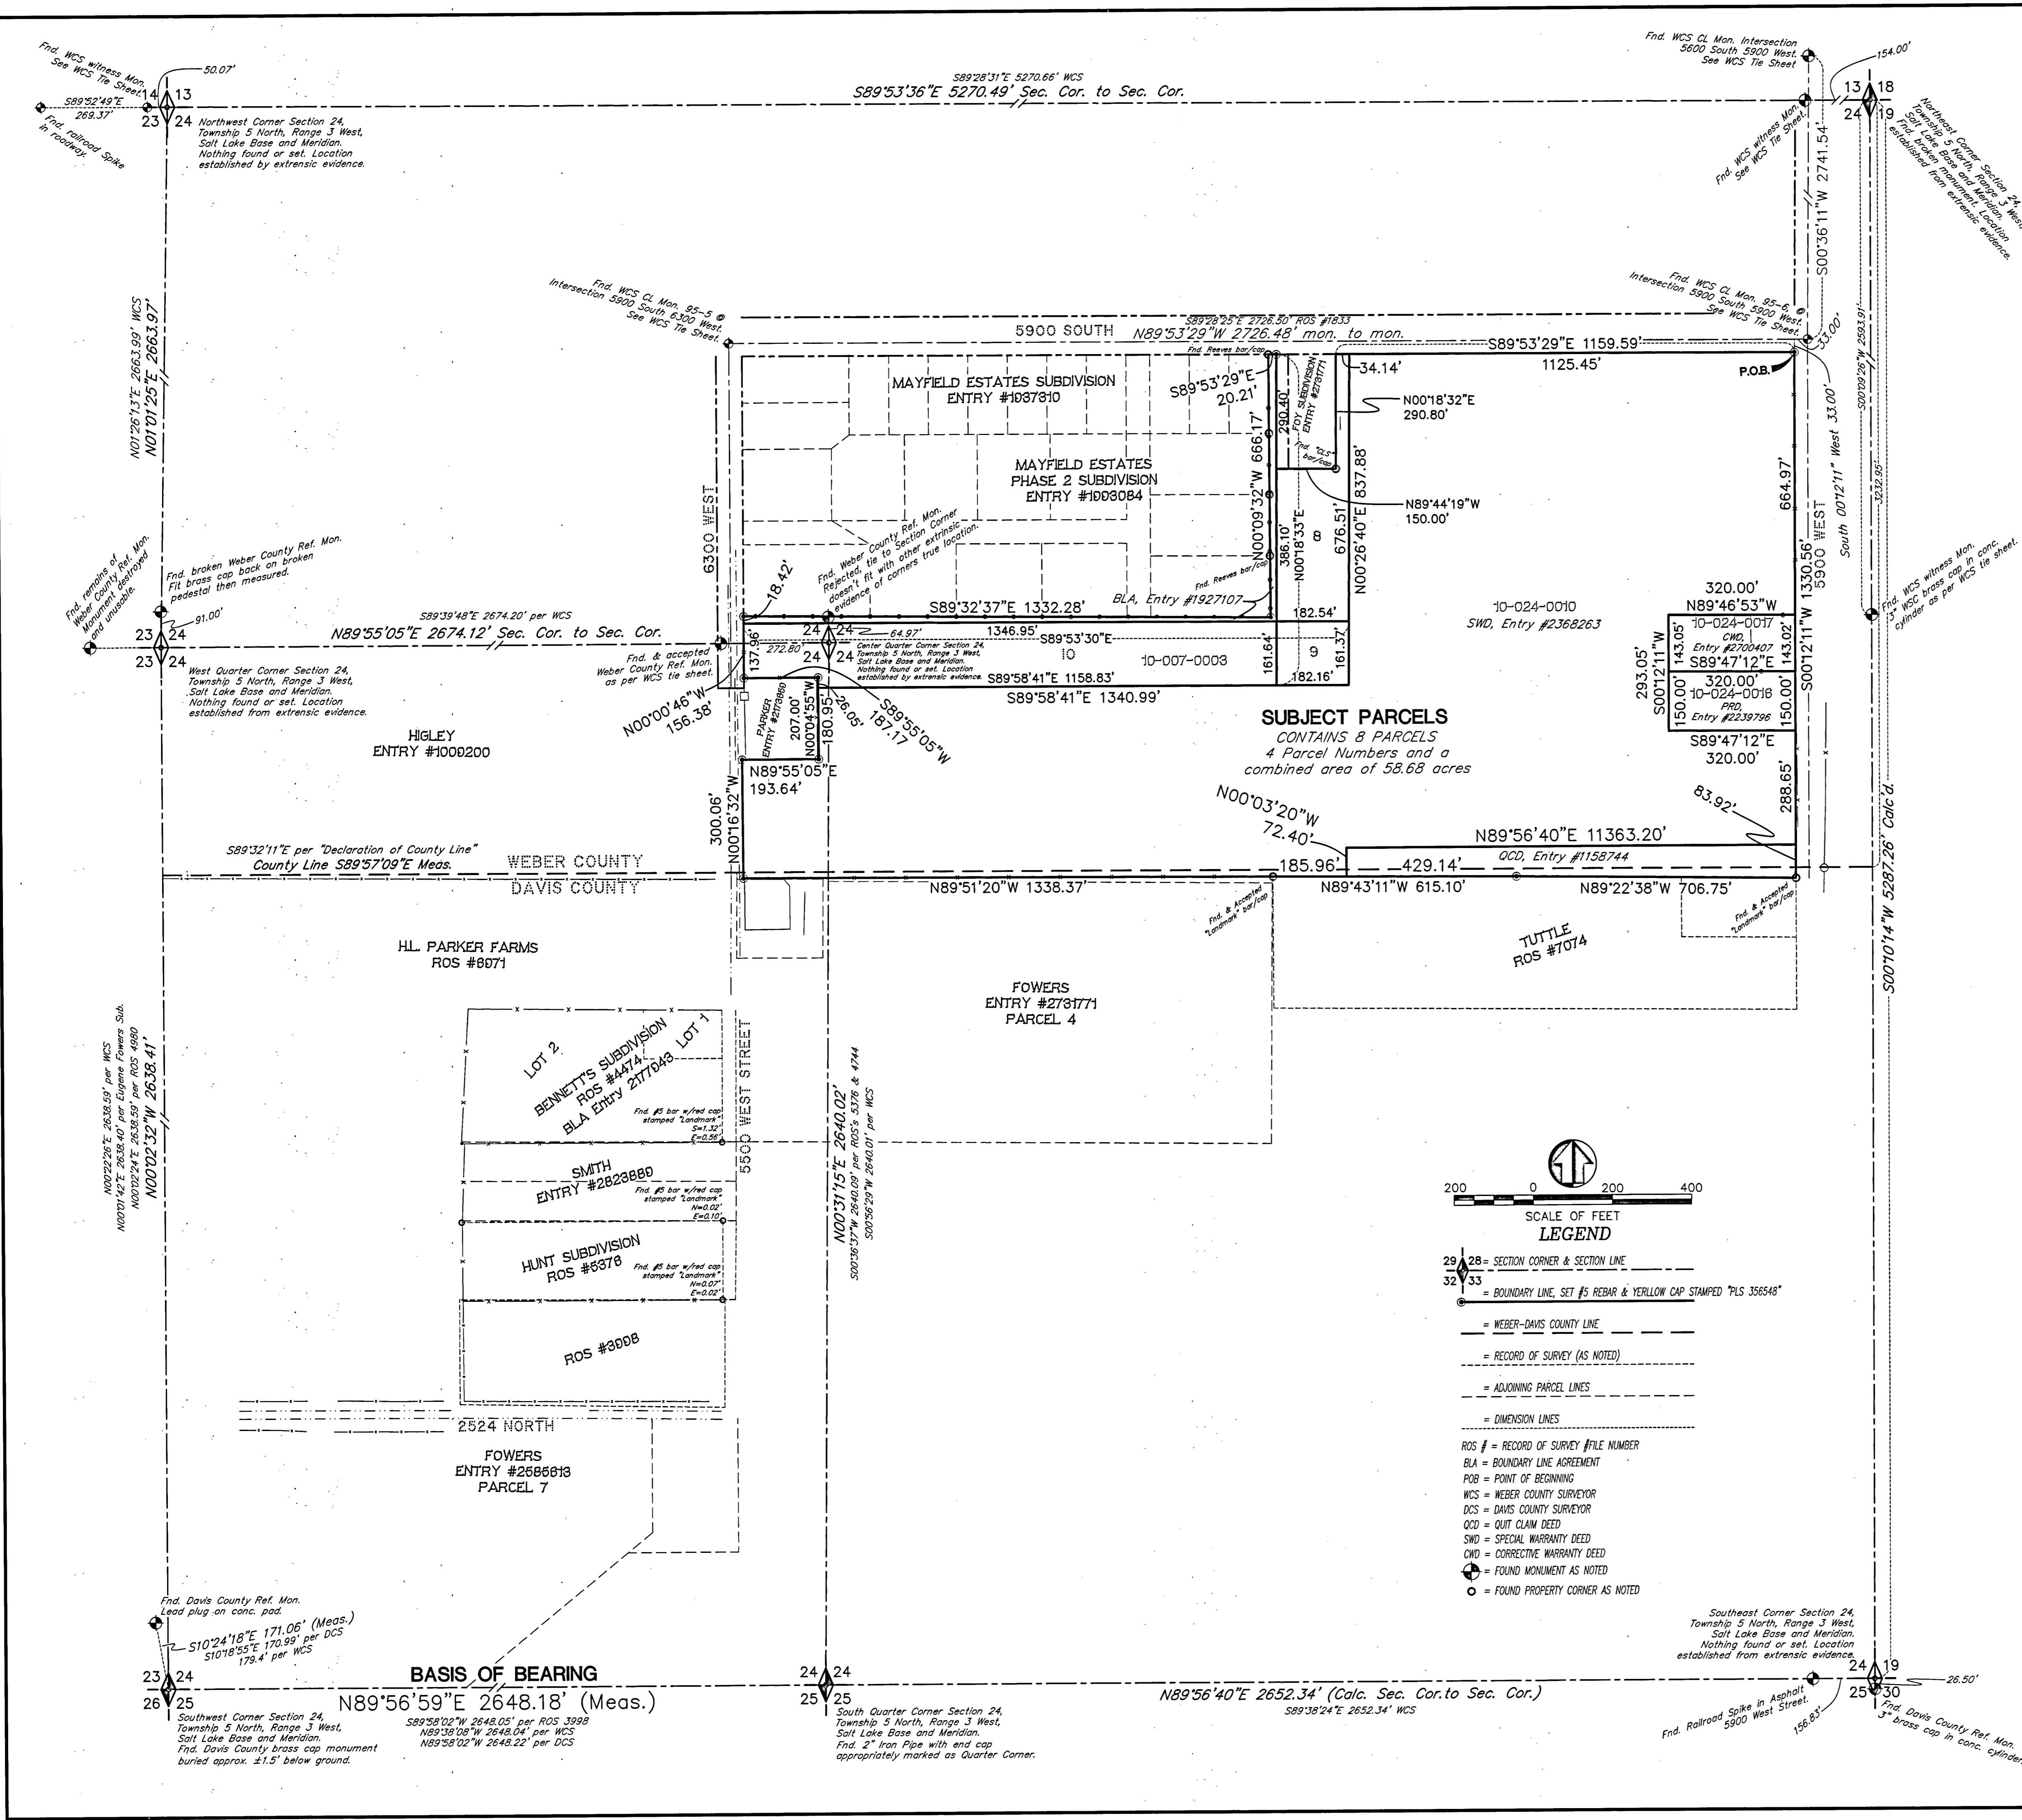 Fnd. WCS witness Mon.
See WCS Tie Sheet.
50.07'
S89°52'49"E
269.37'
14 13
23 24
Fnd. railroad Spike
in roadway.
Northwest Corner Section 24,
Township 5 North, Range 3 West,
Salt Lake Base and Meridian.
Nothing found or set. Location
established by extrensic evidence.
S89°28'31"E 5270.66' WCS
S89°53'36"E 5270.49' Sec. Cor. to Sec. Cor.
Fnd. WCS CL Mon. Intersection
5600 South 5900 West.
See WCS Tie Sheet
154.00'
13 18
24 19
Fnd. WCS witness Mon.
See WCS Tie Sheet.
Northeast Corner Section 24,
Township 5 North, Range 3 West,
Salt Lake Base and Meridian.
Fnd. broken monument. Location
established from extrensic evidence.
S00°36'11"W 2741.54'
N01°26'13"E 2663.99' WCS
N01°01'25"E 2663.97'
Fnd. WCS CL Mon. 95-5 @
Intersection 5900 South 6300 West.
See WCS Tie Sheet.
Fnd. WCS CL Mon. 95-6, @
Intersection 5900 South 5900 West.
See WCS Tie Sheet.
33.00'
S00°09'26"W 2593.91'
3232.95'
5900 SOUTH
S89°28'25"E 2726.50' ROS #1833
N89°53'29"W 2726.48' mon. to mon.
Fnd. Reeves bar/cap
S89°53'29"E 1159.59'
1125.45'
34.14'
P.O.B.
MAYFIELD ESTATES SUBDIVISION
ENTRY #1037310
S89°53'29"E
20.21'
290.40'
FOY SUBDIVISION
ENTRY #2731771
N00°18'32"E
290.80'
Fnd. "CLS"
bar/cap
MAYFIELD ESTATES
PHASE 2 SUBDIVISION
ENTRY #1093084
N00°09'32"W 666.17'
386.10'
N00°18'33"E
8
676.51'
N00°26'40"E 837.88'
N89°44'19"W
150.00'
664.97'
5900 WEST
South 00°12'11" West 33.00'
S00°12'11"W 1330.56'
6300 WEST
18.42'
Fnd. Weber County Ref. Mon.
Rejected, tie to Section Corner
doesn't fit with other extrinsic
evidence of corners true location.
Fnd. Reeves bar/cap
BLA, Entry #1927107
S89°32'37"E 1332.28'
182.54'
Fnd. remains of
Weber County Ref. Mon.
Monument destroyed
and unusable.
Fnd. broken Weber County Ref. Mon.
Fit brass cap back on broken
pedestal then measured.
91.00'
S89°39'48"E 2674.20' per WCS
N89°55'05"E 2674.12' Sec. Cor. to Sec. Cor.
23 24
23 24
West Quarter Corner Section 24,
Township 5 North, Range 3 West,
Salt Lake Base and Meridian.
Nothing found or set. Location
established from extrensic evidence.
Fnd. & accepted
Weber County Ref. Mon.
as per WCS tie sheet.
137.96'
272.80'
24 24
24 24
64.97'
1346.95'
S89°53'30"E
Center Quarter Corner Section 24,
Township 5 North, Range 3 West,
Salt Lake Base and Meridian.
Nothing found or set. Location
established by extrensic evidence.
10
10-007-0003
161.64'
9
161.37'
182.16'
S89°58'41"E 1158.83'
S89°58'41"E 1340.99'
N00°00'46"W
156.38'
PARKER
ENTRY #2173650
207.00'
N00°04'55"W
180.95'
26.05'
S89°55'05"W
187.17
N89°55'05"E
193.64'
300.06'
N00°16'32"W
10-024-0010
SWD, Entry #2368263
320.00'
N89°46'53"W
10-024-0017
CWD,
Entry #2700407
143.05'
143.02'
S89°47'12"E
320.00'
10-024-0016
PRD,
Entry #2239796
150.00'
150.00'
293.05'
S00°12'11"W
S89°47'12"E
320.00'
288.65'
Fnd. WCS witness Mon.
3" WSC brass cap in conc.
cylinder as per WCS tie sheet.
SUBJECT PARCELS
CONTAINS 8 PARCELS
4 Parcel Numbers and a
combined area of 58.68 acres
HIGLEY
ENTRY #1009200
N00°03'20"W
72.40'
83.92'
N89°56'40"E 11363.20'
QCD, Entry #1158744
185.96'
429.14'
N89°51'20"W 1338.37'
N89°43'11"W 615.10'
N89°22'38"W 706.75'
Fnd. & Accepted
"Landmark" bar/cap
Fnd. & Accepted
"Landmark" bar/cap
S89°32'11"E per "Declaration of County Line"
County Line S89°57'09"E Meas.
WEBER COUNTY
DAVIS COUNTY
S00°10'14"W 5287.26' Calc'd.
H.L. PARKER FARMS
ROS #6071
FOWERS
ENTRY #2731771
PARCEL 4
TUTTLE
ROS #7074
N00°22'26"E 2638.59' per WCS
N00°01'42"E 2638.40' per Eugene Fowers Sub.
N00°02'24"E 2638.59' per ROS 4980
N00°02'32"W 2638.41'
LOT 2
BENNETT'S SUBDIVISION
ROS #4474
BLA Entry 2177943
LOT 1
Fnd. #5 bar w/red cap
stamped "Landmark"
S=1.32'
E=0.56'
5500 WEST STREET
N00°31'15"E 2640.02'
S00°36'37"W 2640.09' per ROS's 5376 & 4744
S00°56'29"W 2640.01' per WCS
SMITH
ENTRY #2823880
Fnd. #5 bar w/red cap
stamped "Landmark"
N=0.02'
E=0.10'
HUNT SUBDIVISION
ROS #5376
Fnd. #5 bar w/red cap
stamped "Landmark"
N=0.07'
E=0.02'
ROS #3998
2524 NORTH
FOWERS
ENTRY #2585613
PARCEL 7
200 0 200 400
SCALE OF FEET
LEGEND
29 28 = SECTION CORNER & SECTION LINE
32 33
= BOUNDARY LINE, SET #5 REBAR & YERLLOW CAP STAMPED "PLS 356548"
= WEBER-DAVIS COUNTY LINE
= RECORD OF SURVEY (AS NOTED)
= ADJOINING PARCEL LINES
= DIMENSION LINES
ROS # = RECORD OF SURVEY #FILE NUMBER
BLA = BOUNDARY LINE AGREEMENT
POB = POINT OF BEGINNING
WCS = WEBER COUNTY SURVEYOR
DCS = DAVIS COUNTY SURVEYOR
QCD = QUIT CLAIM DEED
SWD = SPECIAL WARRANTY DEED
CWD = CORRECTIVE WARRANTY DEED
= FOUND MONUMENT AS NOTED
= FOUND PROPERTY CORNER AS NOTED
Fnd. Davis County Ref. Mon.
Lead plug on conc. pad.
S10°24'18"E 171.06' (Meas.)
S10°18'55"E 170.99' per DCS
179.4' per WCS
23 24
26 25
BASIS OF BEARING
N89°56'59"E 2648.18' (Meas.)
S89°58'02"W 2648.05' per ROS 3998
N89°38'08"W 2648.04' per WCS
N89°58'02"W 2648.22' per DCS
Southwest Corner Section 24,
Township 5 North, Range 3 West,
Salt Lake Base and Meridian.
Fnd. Davis County brass cap monument
buried approx. ±1.5' below ground.
24 24
25 25
South Quarter Corner Section 24,
Township 5 North, Range 3 West,
Salt Lake Base and Meridian.
Fnd. 2" Iron Pipe with end cap
appropriately marked as Quarter Corner.
N89°56'40"E 2652.34' (Calc. Sec. Cor.to Sec. Cor.)
S89°38'24"E 2652.34' WCS
Southeast Corner Section 24,
Township 5 North, Range 3 West,
Salt Lake Base and Meridian.
Nothing found or set. Location
established from extrensic evidence.
24 19
25 30
26.50'
Fnd. Railroad Spike in Asphalt
5900 West Street.
156.83'
Fnd. Davis County Ref. Mon.
3" brass cap in conc. cylinder.